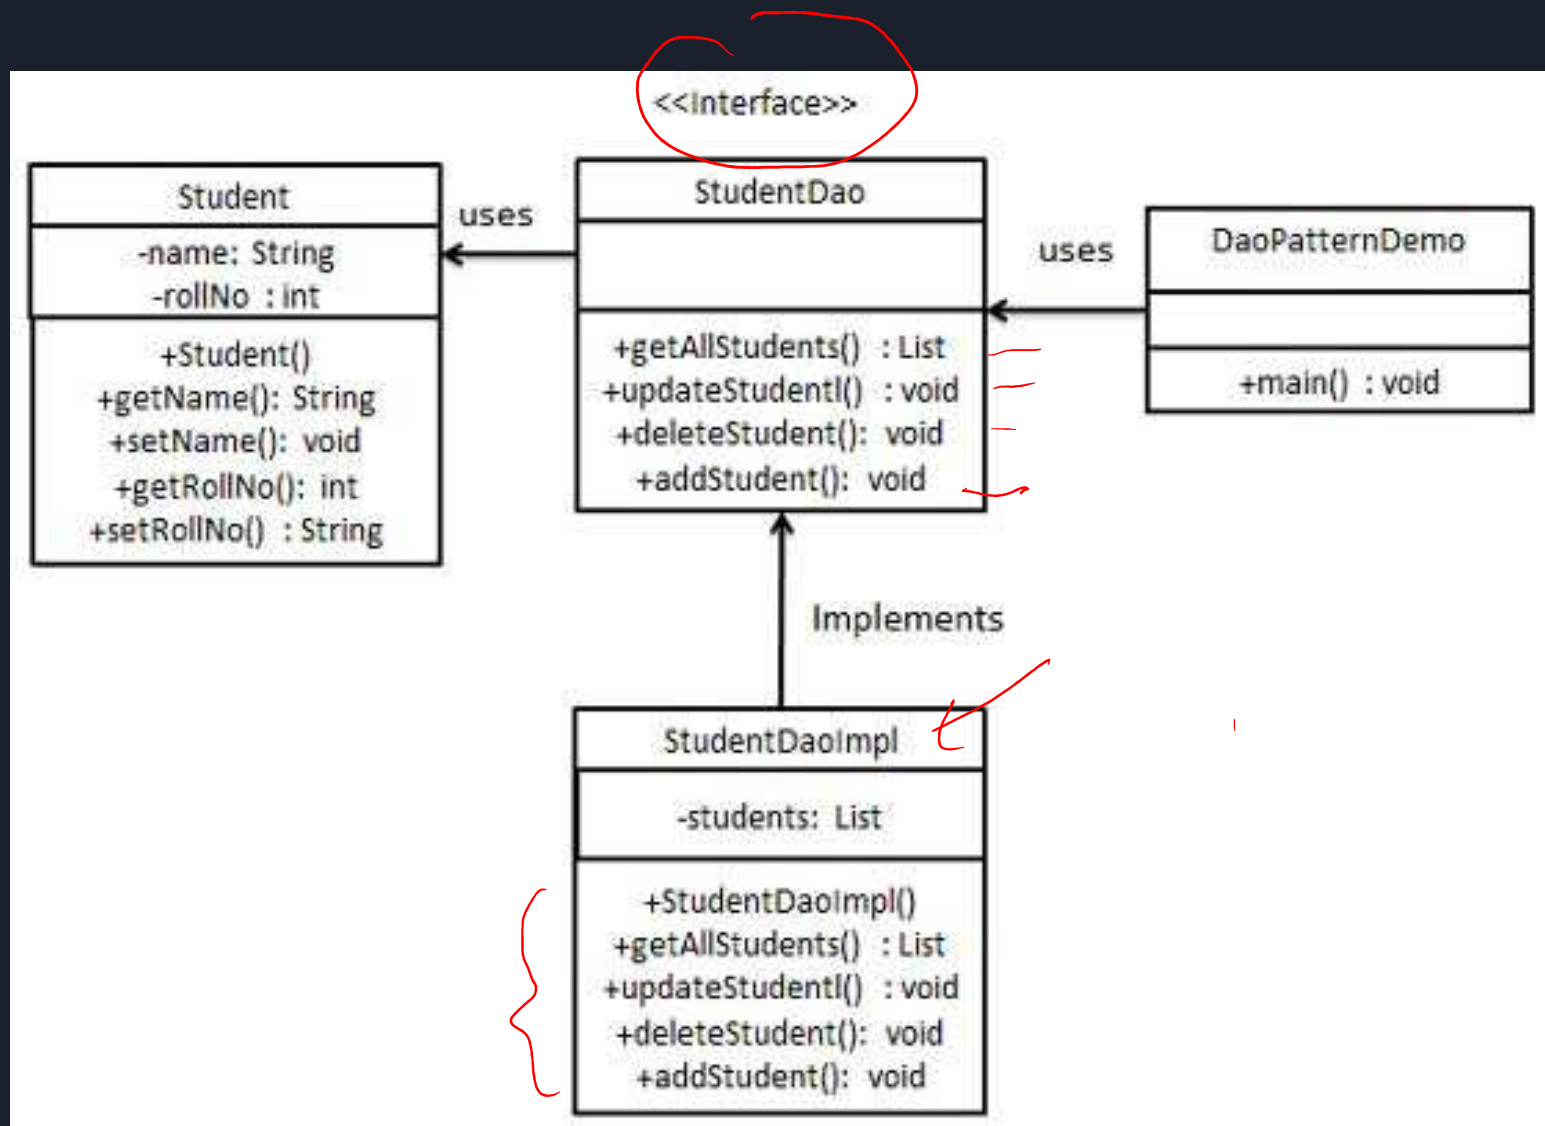 <<Interface>>
Student
-name: String
-rollNo : int
+Student()
+getName(): String
+setName(): void
+getRollNo(): int
+setRollNo() : String
uses
StudentDao
+getAllStudents() : List
+updateStudentl() : void
+deleteStudent(): void
+addStudent(): void
uses
DaoPatternDemo
+main() : void
Implements
StudentDaoImpl
-students: List
+StudentDaoImpl()
+getAllStudents() : List
+updateStudentl() : void
+deleteStudent(): void
+addStudent(): void